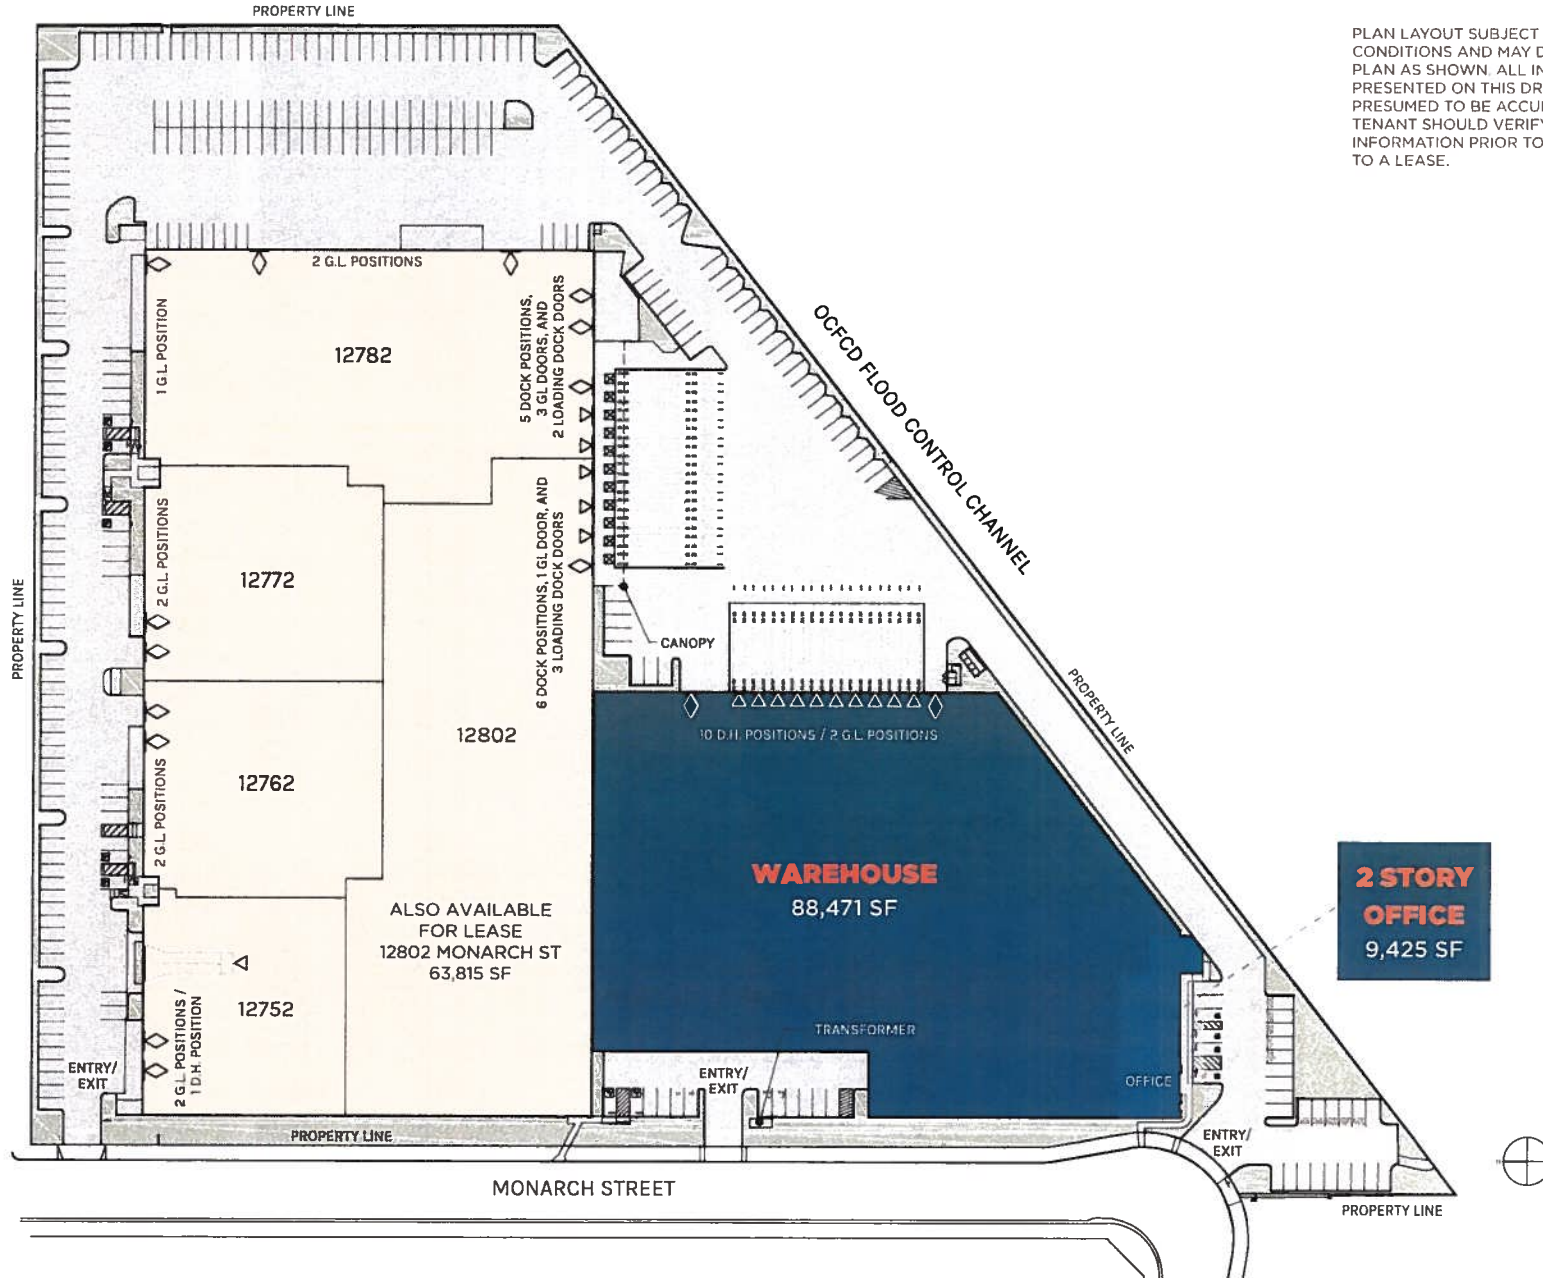 PROPERTY LINE
PLAN LAYOUT SUBJECT
CONDITIONS AND MAY
PLAN AS SHOWN. ALL
PRESENTED ON THIS
PRESUMED TO BE
TENANT SHOULD VERIFY
INFORMATION PRIOR TO
TO A LEASE.
2 G.L. POSITIONS
1 G.L. POSITION
12782
5 DOCK POSITIONS,
3 GL DOORS, AND
2 LOADING DOCK DOORS
OCFCD FLOOD CONTROL CHANNEL
2 G.L. POSITIONS
12772
6 DOCK POSITIONS, 1 GL DOOR, AND
3 LOADING DOCK DOORS
PROPERTY LINE
CANOPY
PROPERTY LINE
12802
10 D.H. POSITIONS / 2 G.L. POSITIONS
2 G.L. POSITIONS
12762
WAREHOUSE
88,471 SF
2 STORY
OFFICE
9,425 SF
ALSO AVAILABLE
FOR LEASE
12802 MONARCH ST
63,815 SF
12752
2 G.L. POSITIONS /
1 D.H. POSITION
TRANSFORMER
ENTRY/
EXIT
ENTRY/
EXIT
OFFICE
PROPERTY LINE
ENTRY/
EXIT
MONARCH STREET
PROPERTY LINE